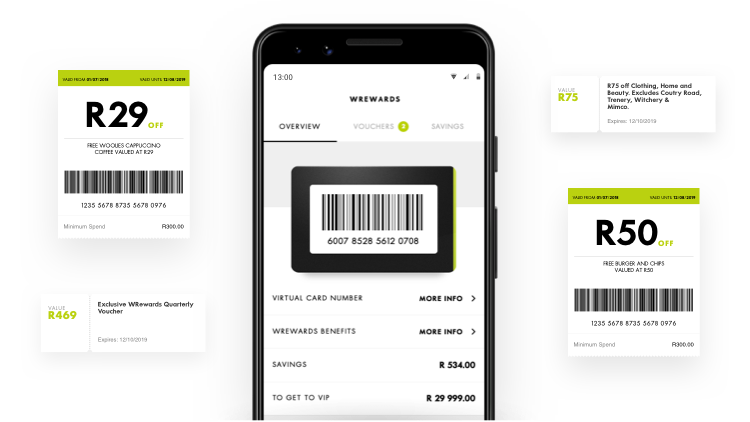 VALID FROM 01/07/2018 VALID UNTIL 12/08/2019
R29 OFF
FREE WOOLIES CAPPUCCINO
COFFEE VALUED AT R29
1235 5678 8735 5678 0976
Minimum Spend R300.00
VALUE
R469
Exclusive WRewards Quarterly
Voucher
Expires: 12/10/2019
13:00
WREWARDS
OVERVIEW VOUCHERS 2 SAVINGS
6007 8528 5612 0708
VIRTUAL CARD NUMBER MORE INFO >
WREWARDS BENEFITS MORE INFO >
SAVINGS R 534.00
TO GET TO VIP R 29 999.00
VALUE
R75
R75 off Clothing, Home and
Beauty. Excludes Coutry Road,
Trenery, Witchery &
Mimco.
Expires: 12/10/2019
VALID FROM 01/07/2018 VALID UNTIL 12/08/2019
R50 OFF
FREE BURGER AND CHIPS
VALUED AT R50
1235 5678 8735 5678 0976
Minimum Spend R300.00